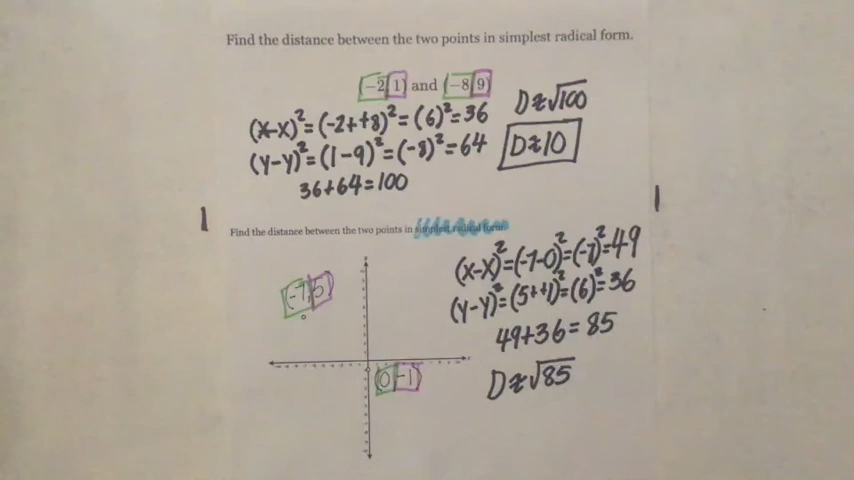 Find the distance between the two points in simplest radical form.
(-2, 1) and (-8, 9)
(x-x)²=(-2++8)²=(6)²=36
(y-y)²=(1-9)²=(-8)²=64
36+64=100
D≈√100
D≈10
Find the distance between the two points in simplest radical form.
(-7,5)
(0,-1)
(x-x)²=(-7-0)²=(-7)²=49
(y-y)²=(5++1)²=(6)²=36
49+36=85
D≈√85